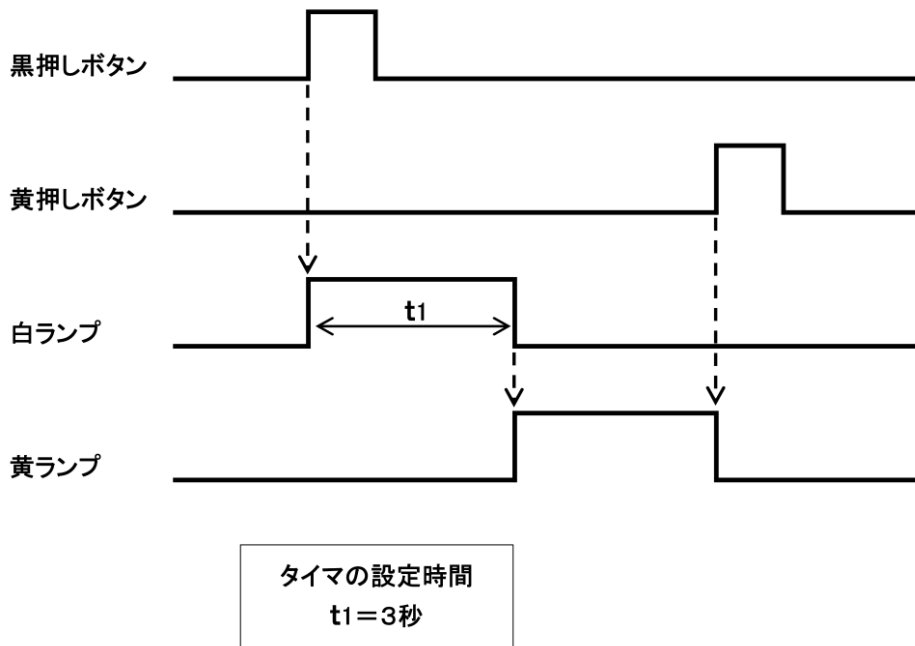 黒押しボタン
黄押しボタン
白ランプ
t1
黄ランプ
タイマの設定時間
t1＝3秒